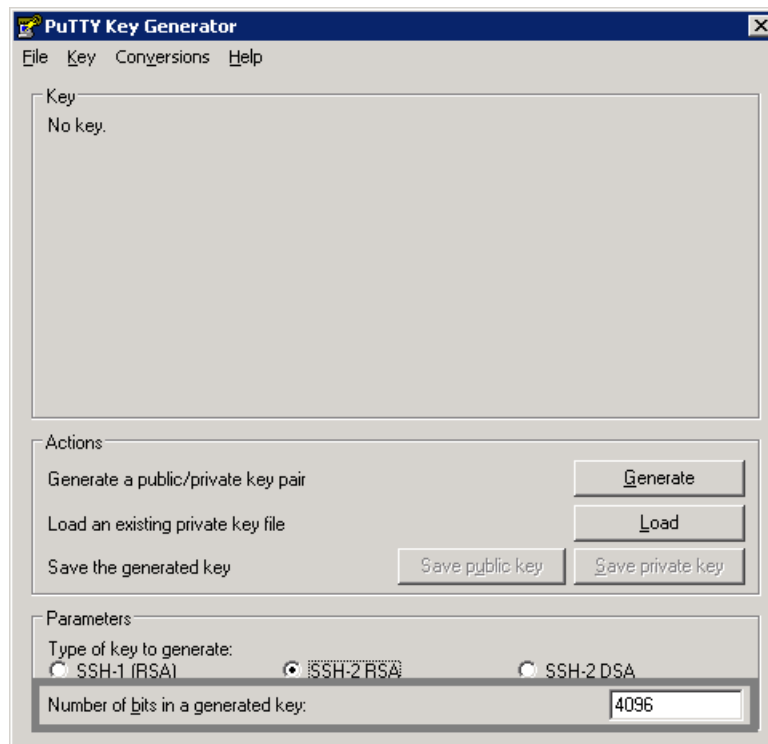 PuTTY Key Generator
File Key Conversions Help
Key
No key.
Actions
Generate a public/private key pair Generate
Load an existing private key file Load
Save the generated key Save public key Save private key
Parameters
Type of key to generate:
SSH-1 (RSA) SSH-2 RSA SSH-2 DSA
Number of bits in a generated key: 4096